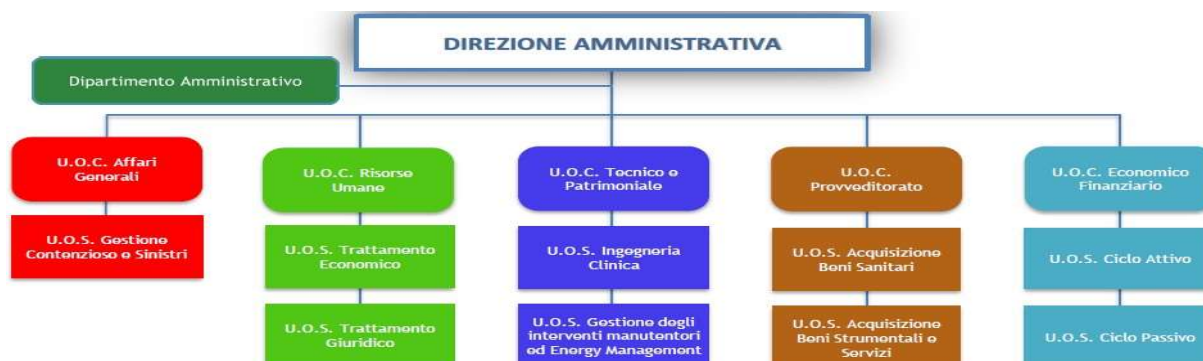 DIREZIONE AMMINISTRATIVA
Dipartimento Amministrativo
U.O.C. Affari
Generali
U.O.S. Gestione
Contenzioso e Sinistri
U.O.C. Risorse
Umane
U.O.S. Trattamento
Economico
U.O.S. Trattamento
Giuridico
U.O.C. Tecnico e
Patrimoniale
U.O.S. Ingegneria
Clinica
U.O.S. Gestione degli
interventi manutentori
ed Energy Management
U.O.C.
Provveditorato
U.O.S. Acquisizione
Beni Sanitari
U.O.S. Acquisizione
Beni Strumentali e
Servizi
U.O.C. Economico
Finanziario
U.O.S. Ciclo Attivo
U.O.S. Ciclo Passivo